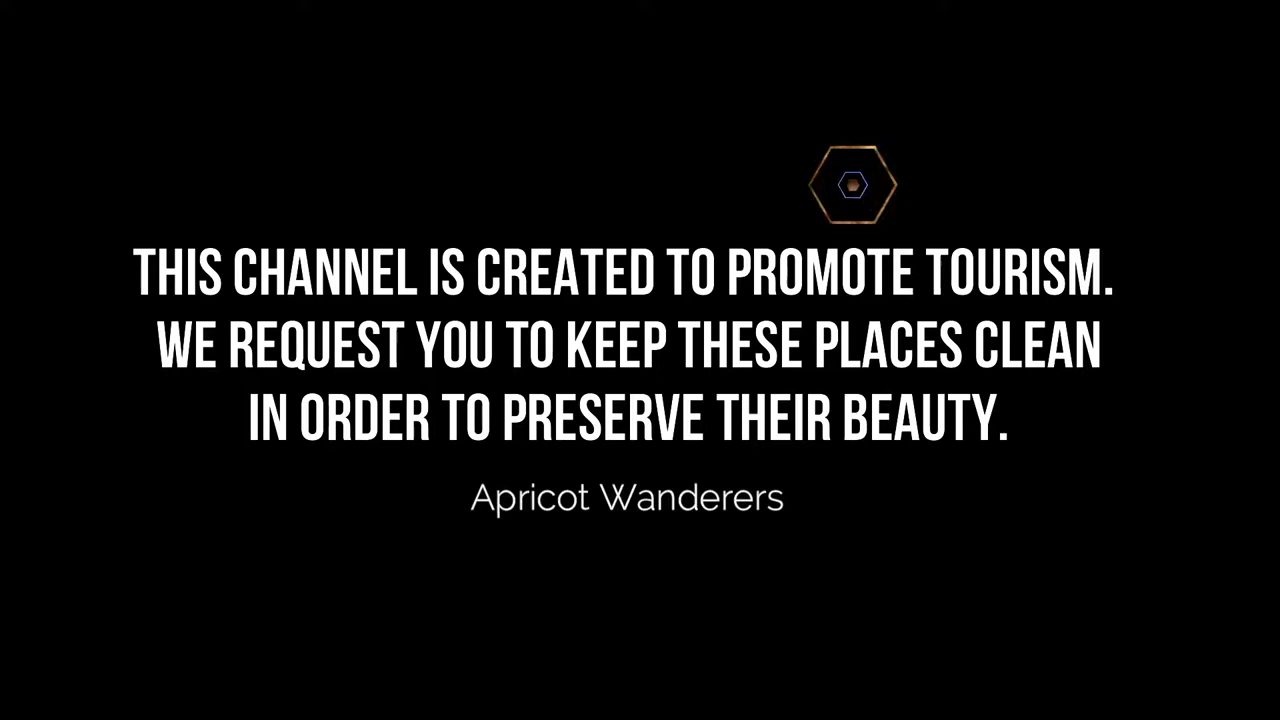 THIS CHANNEL IS CREATED TO PROMOTE TOURISM.
WE REQUEST YOU TO KEEP THESE PLACES CLEAN
IN ORDER TO PRESERVE THEIR BEAUTY.
Apricot Wanderers